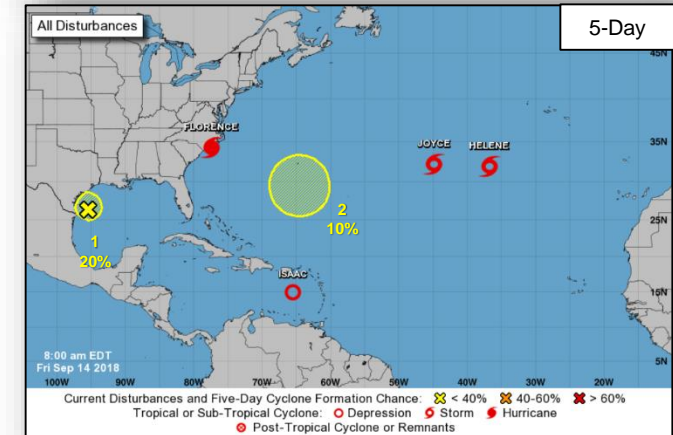 All Disturbances
5-Day
45N
FLORENCE
JOYCE
HELENE
35N
2
10%
25N
1
20%
ISAAC
15N
8:00 am EDT
Fri Sep 14 2018
5N
100W 90W 80W 70W 60W 50W 40W 30W 20W
Current Disturbances and Five-Day Cyclone Formation Chance: < 40% 40-60% > 60%
Tropical or Sub-Tropical Cyclone: Depression Storm Hurricane
Post-Tropical Cyclone or Remnants